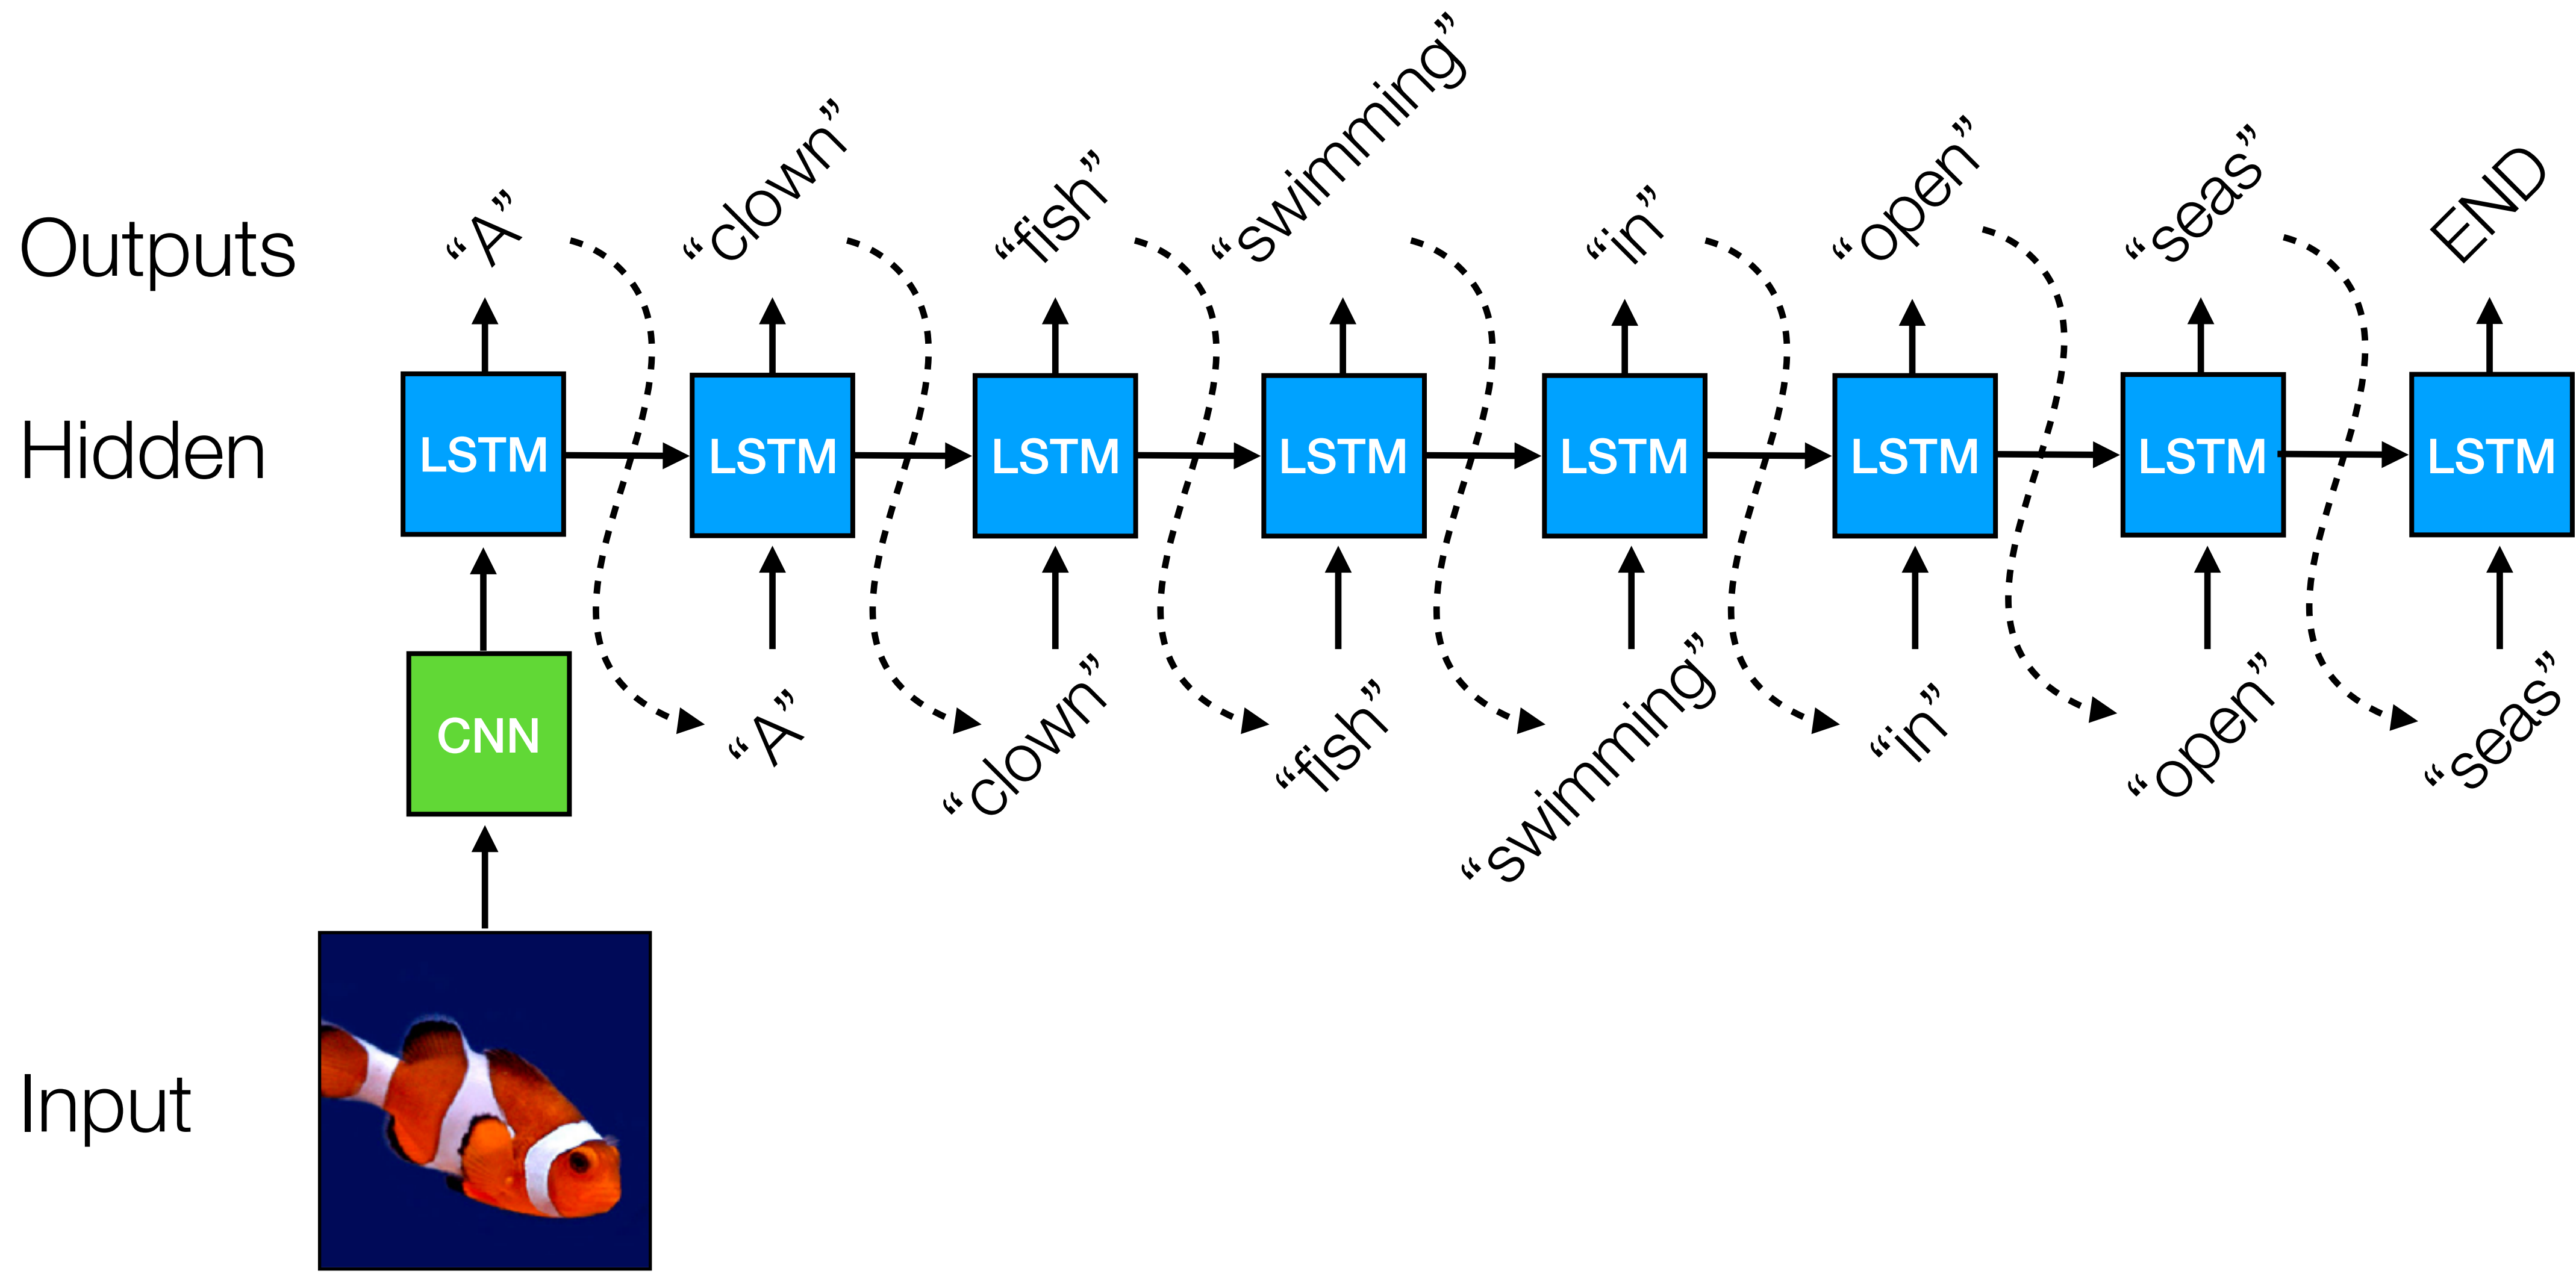 Outputs “A” “clown” “fish” “swimming” “in” “open” “seas” END
Hidden LSTM LSTM LSTM LSTM LSTM LSTM LSTM LSTM
CNN “A” “clown” “fish” “swimming” “in” “open” “seas”
Input